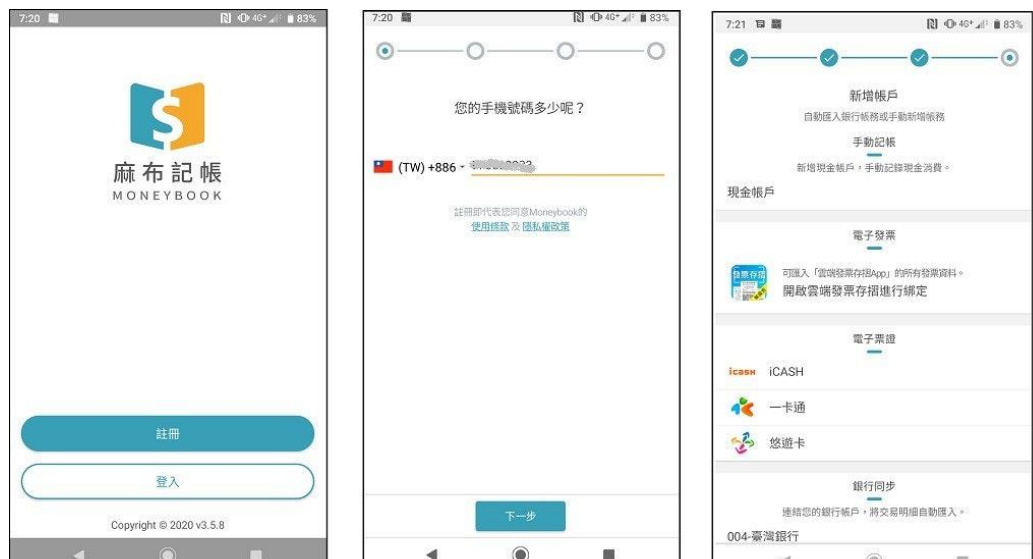 7:20
4G+ 83%
麻布記帳
MONEYBOOK
註冊
登入
Copyright © 2020 v3.5.8
7:20
4G+ 83%
您的手機號碼多少呢？
(TW) +886
註冊即代表您同意Moneybook的
使用條款 及 隱私權政策
下一步
7:21
4G+ 83%
新增帳戶
自動匯入銀行帳務或手動新增帳務
手動記帳
新增現金帳戶，手動記錄現金消費。
現金帳戶
電子發票
發票存摺
可匯入「雲端發票存摺App」的所有發票資料。
開啟雲端發票存摺進行綁定
電子票證
icash iCASH
一卡通
悠遊卡
銀行同步
連結您的銀行帳戶，將交易明細自動匯入。
004-臺灣銀行